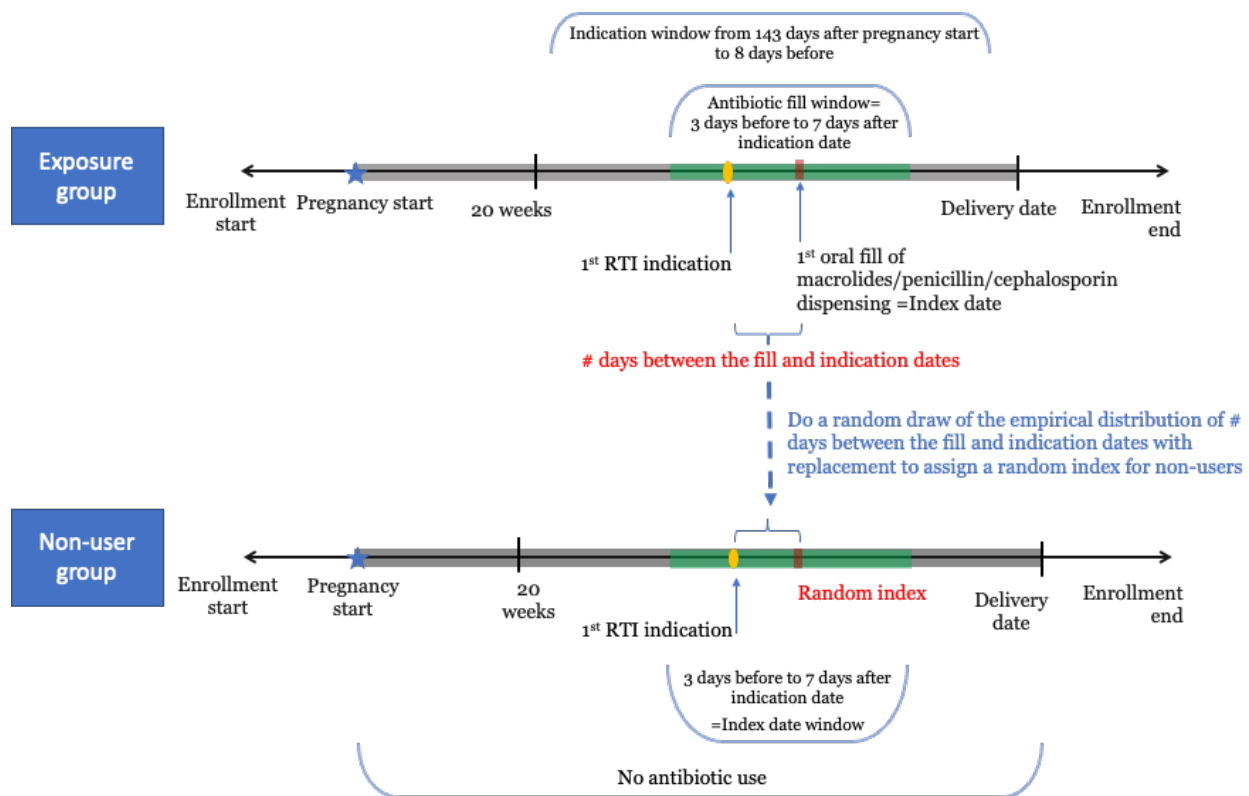 Indication window from 143 days after pregnancy start
to 8 days before
Antibiotic fill window=
3 days before to 7 days after
indication date
Exposure
group
Enrollment
start
Pregnancy start
20 weeks
Delivery date
Enrollment
end
1st RTI indication
1st oral fill of
macrolides/penicillin/cephalosporin
dispensing =Index date
# days between the fill and indication dates
Do a random draw of the empirical distribution of #
days between the fill and indication dates with
replacement to assign a random index for non-users
Non-user
group
Enrollment
start
Pregnancy
start
20
weeks
Random index
Delivery
date
Enrollment
end
1st RTI indication
3 days before to 7 days after
indication date
=Index date window
No antibiotic use